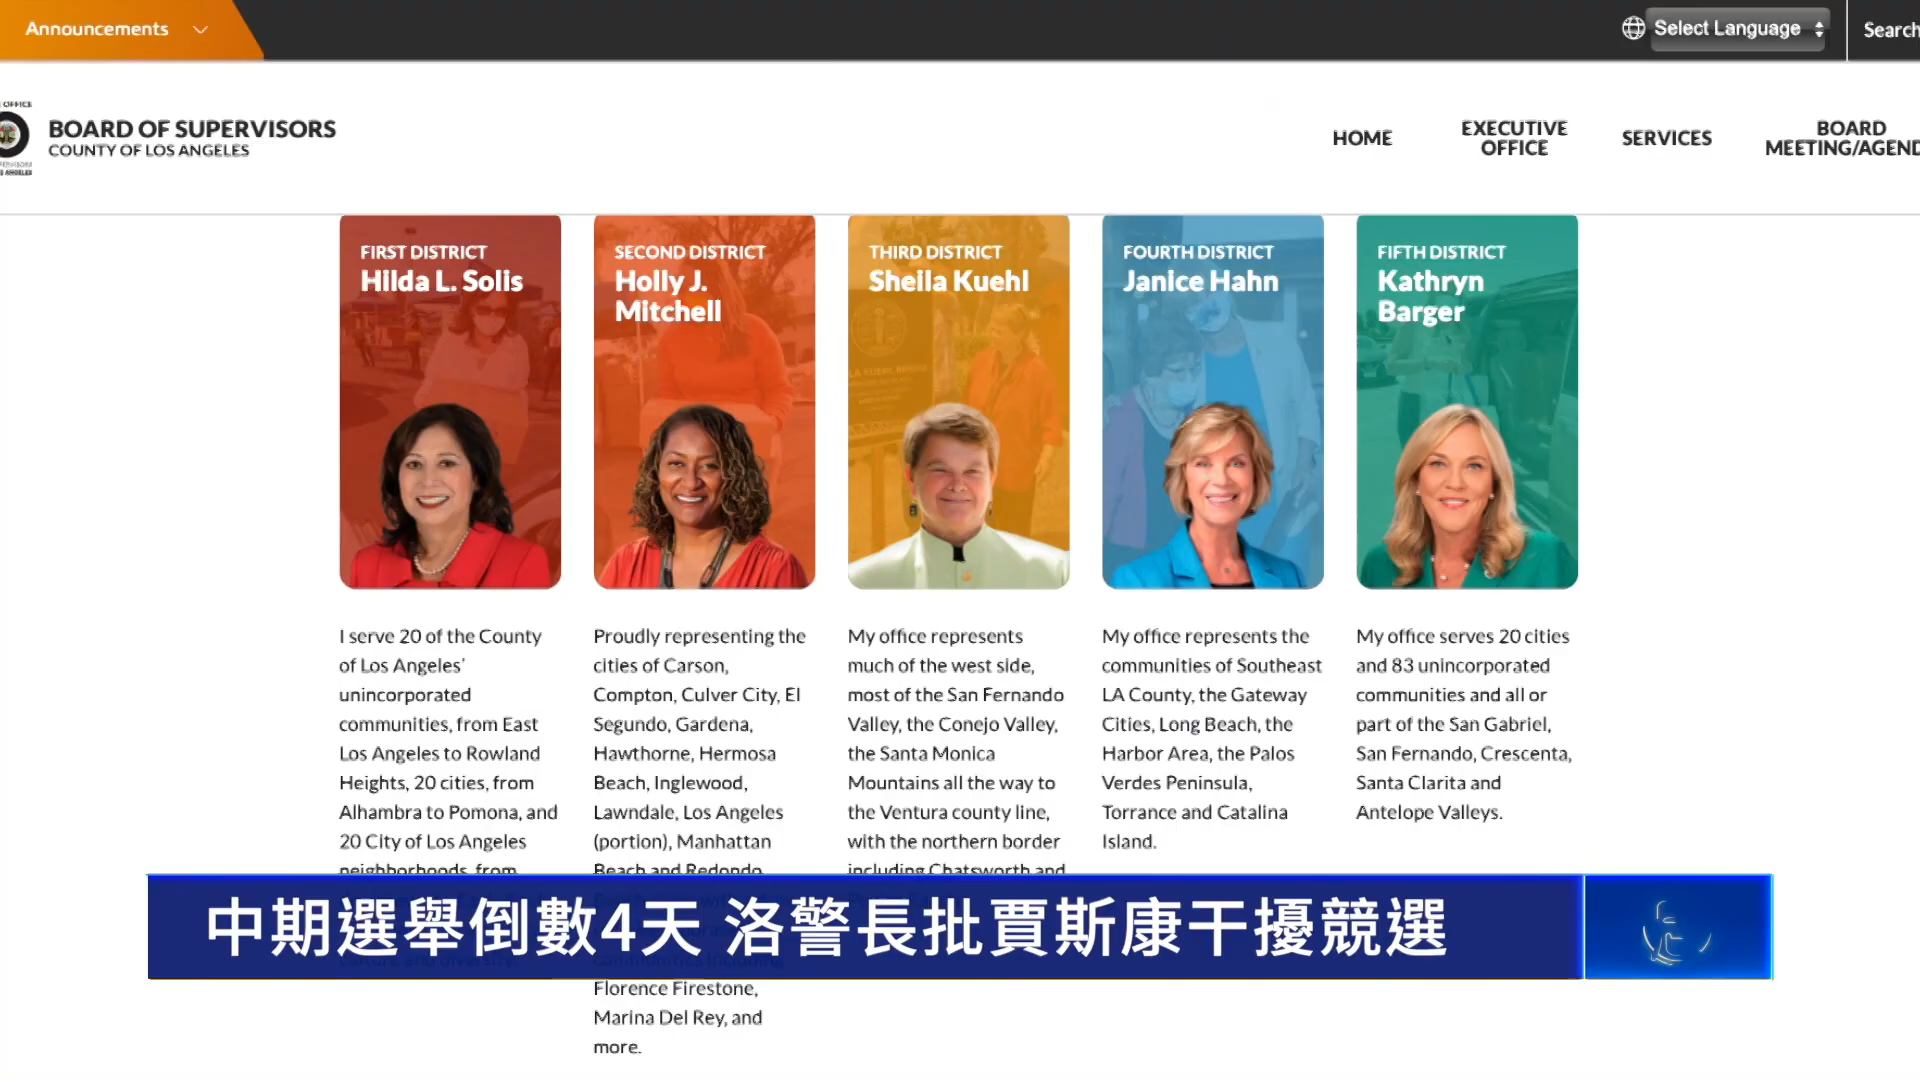 Announcements
Select Language
Search
BOARD OF SUPERVISORS
COUNTY OF LOS ANGELES
HOME
EXECUTIVE
OFFICE
SERVICES
BOARD
MEETING/AGEND
FIRST DISTRICT
Hilda L. Solis
SECOND DISTRICT
Holly J.
Mitchell
THIRD DISTRICT
Sheila Kuehl
FOURTH DISTRICT
Janice Hahn
FIFTH DISTRICT
Kathryn
Barger
I serve 20 of the County
of Los Angeles'
unincorporated
communities, from East
Los Angeles to Rowland
Heights, 20 cities, from
Alhambra to Pomona, and
20 City of Los Angeles
neighborhoods, from
Proudly representing the
cities of Carson,
Compton, Culver City, El
Segundo, Gardena,
Hawthorne, Hermosa
Beach, Inglewood,
Lawndale, Los Angeles
(portion), Manhattan
Beach and Redondo
Florence Firestone,
Marina Del Rey, and
more.
My office represents
much of the west side,
most of the San Fernando
Valley, the Conejo Valley,
the Santa Monica
Mountains all the way to
the Ventura county line,
with the northern border
including Chatsworth and
My office represents the
communities of Southeast
LA County, the Gateway
Cities, Long Beach, the
Harbor Area, the Palos
Verdes Peninsula,
Torrance and Catalina
Island.
My office serves 20 cities
and 83 unincorporated
communities and all or
part of the San Gabriel,
San Fernando, Crescenta,
Santa Clarita and
Antelope Valleys.
中期選舉倒數4天 洛警長批賈斯康干擾競選